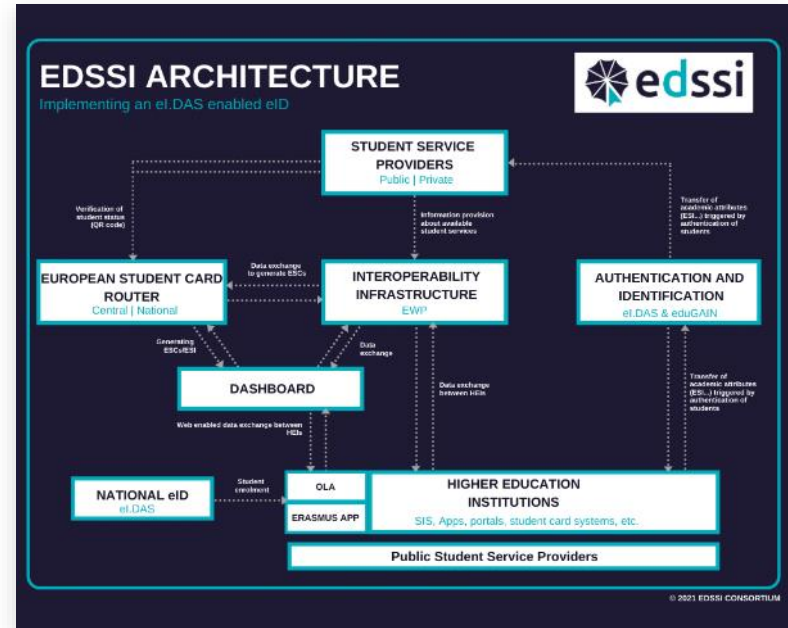 EDSSI ARCHITECTURE
Implementing an eI.DAS enabled eID
edssi
STUDENT SERVICE
PROVIDERS
Public | Private
Verification of
student status
(QR code)
Information provision
about available
student services
Transfer of
academic attributes
(ESI...) triggered by
authentication of
students
EUROPEAN STUDENT CARD
ROUTER
Central | National
Data exchange
to generate ESCs
INTEROPERABILITY
INFRASTRUCTURE
EWP
AUTHENTICATION AND
IDENTIFICATION
eI.DAS & eduGAIN
Generating
ESCs/ESI
Data
exchange
DASHBOARD
Data exchange
between HEIs
Transfer of
academic attributes
(ESI...) triggered by
authentication of
students
Web enabled data exchange between
HEIs
NATIONAL eID
eI.DAS
Student
enrolment
OLA
ERASMUS APP
HIGHER EDUCATION
INSTITUTIONS
SIS, Apps, portals, student card systems, etc.
Public Student Service Providers
© 2021 EDSSI CONSORTIUM